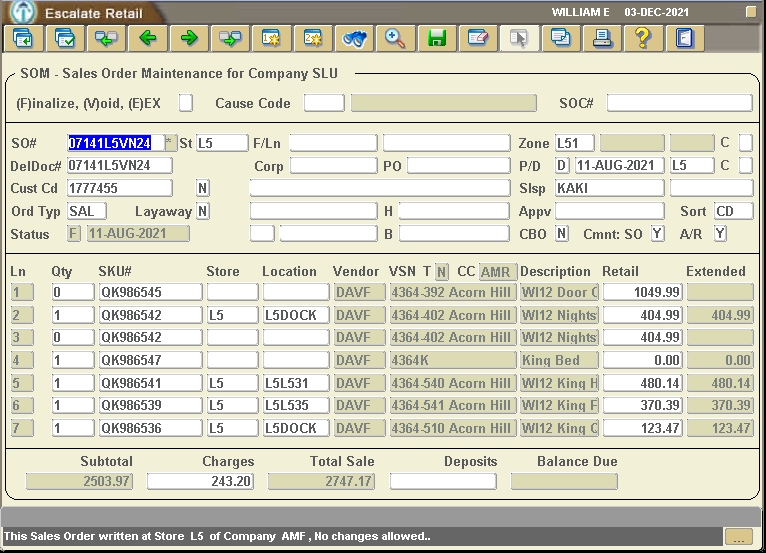 Escalate Retail WILLIAM E 03-DEC-2021
SOM - Sales Order Maintenance for Company SLU
(F)inalize, (V)oid, (E)EX Cause Code SOC#
SO# 07141L5VN24 * St L5 F/Ln Zone L51 C
DelDoc# 07141L5VN24 Corp PO P/D D 11-AUG-2021 L5 C
Cust Cd 1777455 N Slsp KAKI
Ord Typ SAL Layaway N H Appv Sort CD
Status F 11-AUG-2021 B CBO N Cmnt: SO Y A/R Y
Ln Qty SKU# Store Location Vendor VSN T N CC AMR Description Retail Extended
1 0 QK986545 DAVF 4364-392 Acorn Hill WI12 Door C 1049.99
2 1 QK986542 L5 L5DOCK DAVF 4364-402 Acorn Hill WI12 Nights 404.99 404.99
3 0 QK986542 DAVF 4364-402 Acorn Hill WI12 Nights 404.99
4 1 QK986547 DAVF 4364K King Bed 0.00 0.00
5 1 QK986541 L5 L5L531 DAVF 4364-540 Acorn Hill WI12 King H 480.14 480.14
6 1 QK986539 L5 L5L535 DAVF 4364-541 Acorn Hill WI12 King F 370.39 370.39
7 1 QK986536 L5 L5DOCK DAVF 4364-510 Acorn Hill WI12 King C 123.47 123.47
Subtotal Charges Total Sale Deposits Balance Due
2503.97 243.20 2747.17
This Sales Order written at Store L5 of Company AMF , No changes allowed.. ...